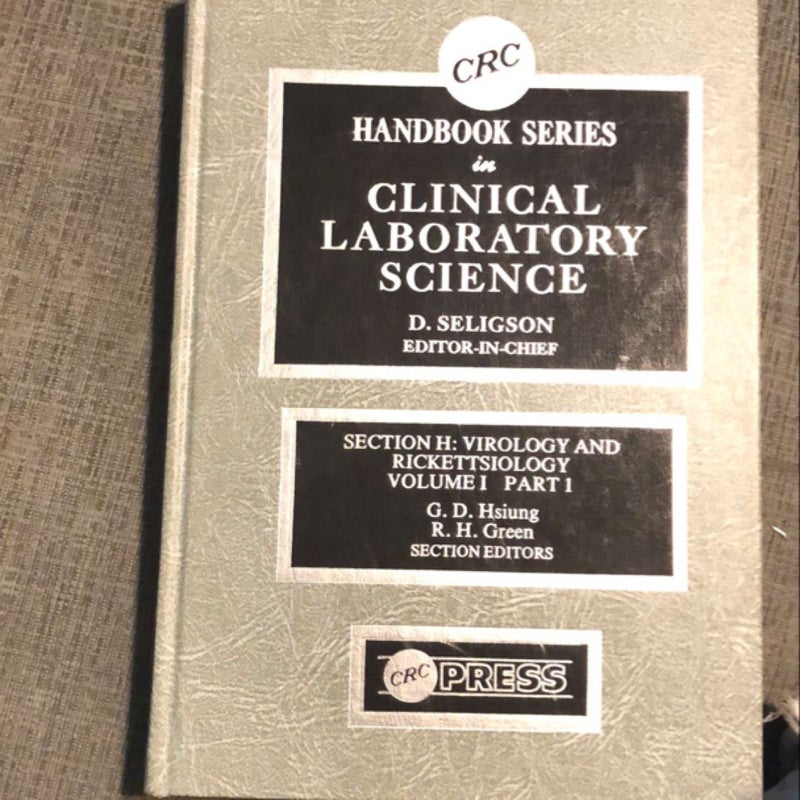 CRC
HANDBOOK SERIES
in
CLINICAL
LABORATORY
SCIENCE
D. SELIGSON
EDITOR-IN-CHIEF
SECTION H: VIROLOGY AND
RICKETTSIOLOGY
VOLUME I PART 1
G. D. Hsiung
R. H. Green
SECTION EDITORS
CRC PRESS